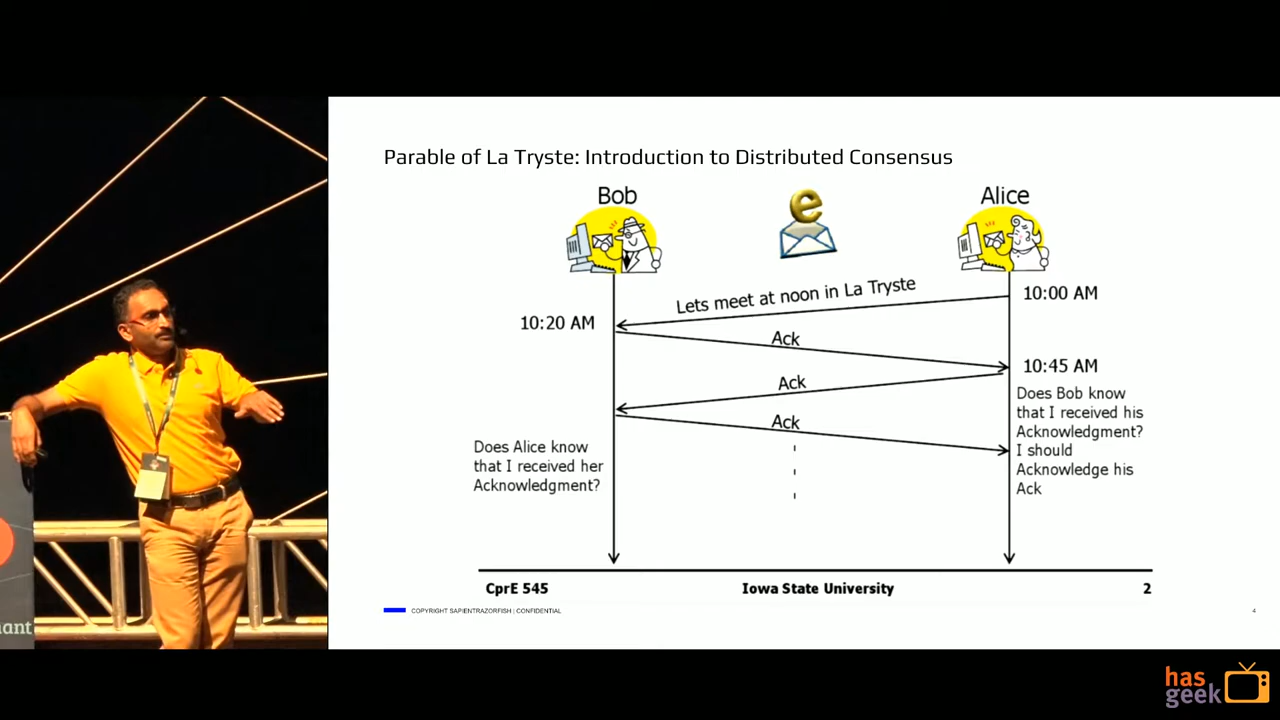 Parable of La Tryste: Introduction to Distributed Consensus
Bob
e
Alice
Lets meet at noon in La Tryste
10:00 AM
10:20 AM
Ack
10:45 AM
Ack
Does Bob know
that I received his
Acknowledgment?
I should
Acknowledge his
Ack
Ack
Does Alice know
that I received her
Acknowledgment?
CprE 545
Iowa State University
2
COPYRIGHT SAPIENTRAZORFISH | CONFIDENTIAL
4
nant
has
geek